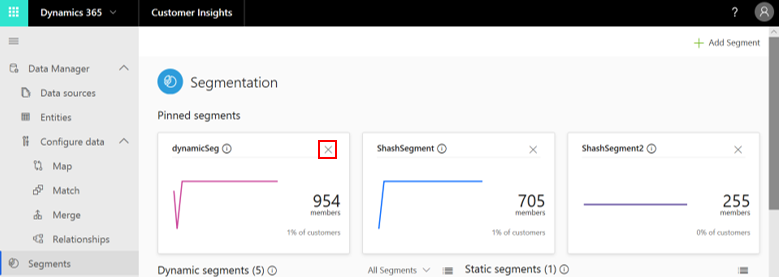 Dynamics 365
Customer Insights
?
Add Segment
Data Manager
Data sources
Entities
Configure data
Map
Match
Merge
Relationships
Segments
Segmentation
Pinned segments
dynamicSeg
954
members
1% of customers
ShashSegment
705
members
1% of customers
ShashSegment2
255
members
0% of customers
Dynamic segments (5)
All Segments
Static segments (1)